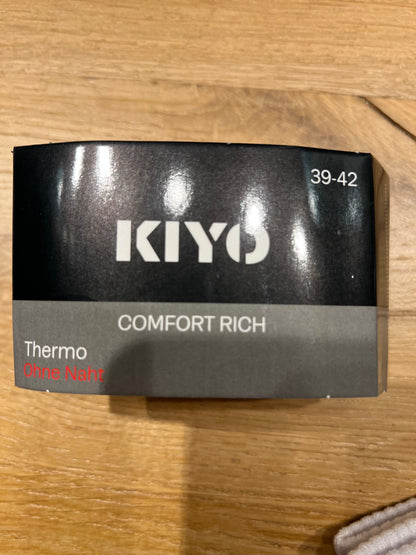 39-42
KIYO
COMFORT RICH
Thermo
Ohne Naht